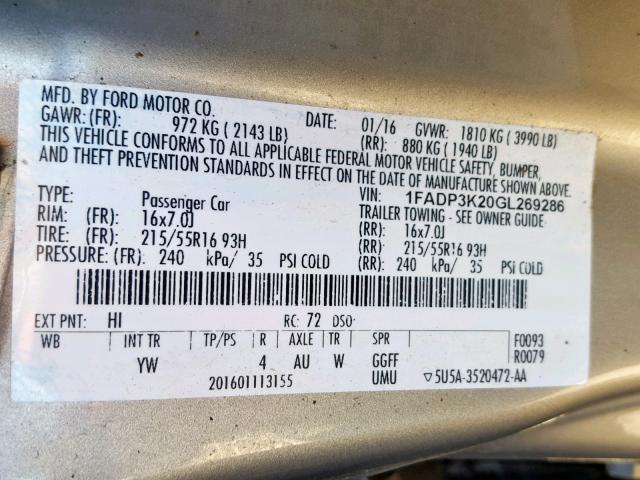 MFD. BY FORD MOTOR CO.
DATE: 01/16 GVWR: 1810 KG ( 3990 LB)
GAWR: (FR): 972 KG ( 2143 LB) (RR): 880 KG ( 1940 LB)
THIS VEHICLE CONFORMS TO ALL APPLICABLE FEDERAL MOTOR VEHICLE SAFETY, BUMPER,
AND THEFT PREVENTION STANDARDS IN EFFECT ON THE DATE OF MANUFACTURE SHOWN ABOVE.
VIN: 1FADP3K20GL269286
TYPE: Passenger Car TRAILER TOWING - SEE OWNER GUIDE
RIM: (FR): 16x7.0J (RR): 16x7.0J
TIRE: (FR): 215/55R16 93H (RR): 215/55R16 93H
PRESSURE: (FR): 240 kPa/ 35 PSI COLD (RR): 240 kPa/ 35 PSI COLD
EXT PNT: HI RC: 72 DSO:
WB INT TR TP/PS R AXLE TR SPR F0093
YW 4 AU W GGFF R0079
201601113155 UMU ▽5U5A-3520472-AA